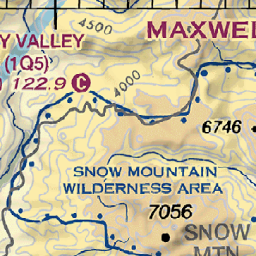 4500
MAXWEL
Y VALLEY
(1Q5)
) 122.9 C
4000
6746
SNOW MOUNTAIN
WILDERNESS AREA
7056
SNOW
MTN